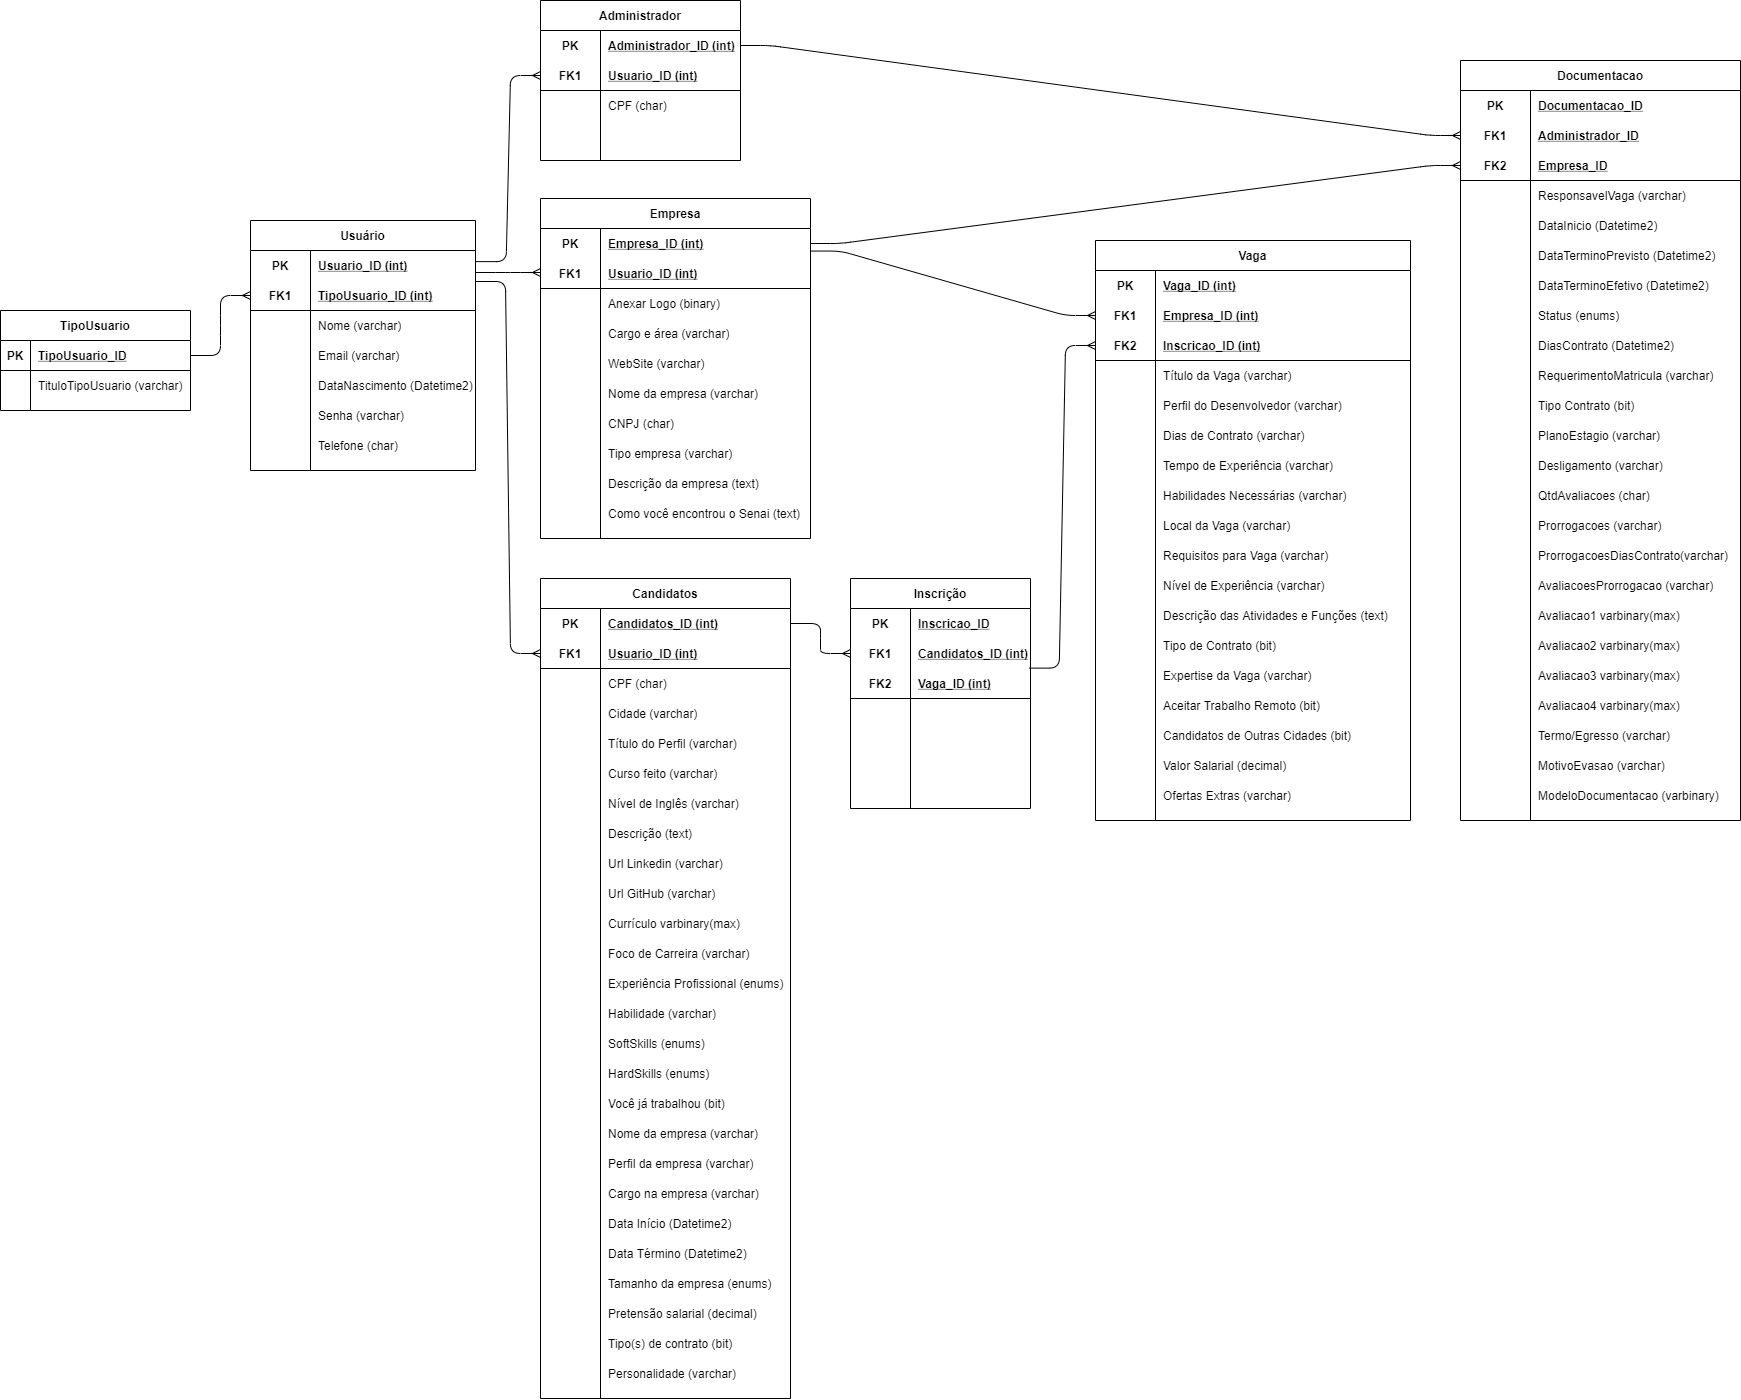 Administrador
PK Administrador_ID (int)
FK1 Usuario_ID (int)
CPF (char)
Documentacao
PK Documentacao_ID
FK1 Administrador_ID
FK2 Empresa_ID
ResponsavelVaga (varchar)
DataInicio (Datetime2)
DataTerminoPrevisto (Datetime2)
DataTerminoEfetivo (Datetime2)
Status (enums)
DiasContrato (Datetime2)
RequerimentoMatricula (varchar)
Tipo Contrato (bit)
PlanoEstagio (varchar)
Desligamento (varchar)
QtdAvaliacoes (char)
Prorrogacoes (varchar)
ProrrogacoesDiasContrato(varchar)
AvaliacoesProrrogacao (varchar)
Avaliacao1 varbinary(max)
Avaliacao2 varbinary(max)
Avaliacao3 varbinary(max)
Avaliacao4 varbinary(max)
Termo/Egresso (varchar)
MotivoEvasao (varchar)
ModeloDocumentacao (varbinary)
Empresa
PK Empresa_ID (int)
FK1 Usuario_ID (int)
Anexar Logo (binary)
Cargo e área (varchar)
WebSite (varchar)
Nome da empresa (varchar)
CNPJ (char)
Tipo empresa (varchar)
Descrição da empresa (text)
Como você encontrou o Senai (text)
Usuário
PK Usuario_ID (int)
FK1 TipoUsuario_ID (int)
Nome (varchar)
Email (varchar)
DataNascimento (Datetime2)
Senha (varchar)
Telefone (char)
TipoUsuario
PK TipoUsuario_ID
TituloTipoUsuario (varchar)
Vaga
PK Vaga_ID (int)
FK1 Empresa_ID (int)
FK2 Inscricao_ID (int)
Título da Vaga (varchar)
Perfil do Desenvolvedor (varchar)
Dias de Contrato (varchar)
Tempo de Experiência (varchar)
Habilidades Necessárias (varchar)
Local da Vaga (varchar)
Requisitos para Vaga (varchar)
Nível de Experiência (varchar)
Descrição das Atividades e Funções (text)
Tipo de Contrato (bit)
Expertise da Vaga (varchar)
Aceitar Trabalho Remoto (bit)
Candidatos de Outras Cidades (bit)
Valor Salarial (decimal)
Ofertas Extras (varchar)
Candidatos
PK Candidatos_ID (int)
FK1 Usuario_ID (int)
CPF (char)
Cidade (varchar)
Título do Perfil (varchar)
Curso feito (varchar)
Nível de Inglês (varchar)
Descrição (text)
Url Linkedin (varchar)
Url GitHub (varchar)
Currículo varbinary(max)
Foco de Carreira (varchar)
Experiência Profissional (enums)
Habilidade (varchar)
SoftSkills (enums)
HardSkills (enums)
Você já trabalhou (bit)
Nome da empresa (varchar)
Perfil da empresa (varchar)
Cargo na empresa (varchar)
Data Início (Datetime2)
Data Término (Datetime2)
Tamanho da empresa (enums)
Pretensão salarial (decimal)
Tipo(s) de contrato (bit)
Personalidade (varchar)
Inscrição
PK Inscricao_ID
FK1 Candidatos_ID (int)
FK2 Vaga_ID (int)